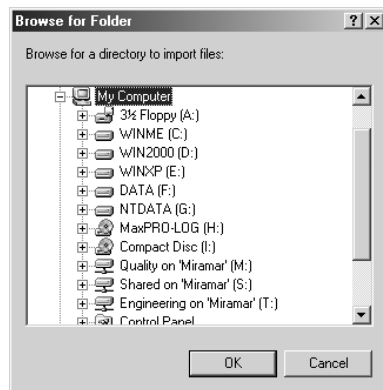 Browse for Folder
Browse for a directory to import files:
My Computer
3½ Floppy (A:)
WINME (C:)
WIN2000 (D:)
WINXP (E:)
DATA (F:)
NTDATA (G:)
MaxPRO-LOG (H:)
Compact Disc (I:)
Quality on 'Miramar' (M:)
Shared on 'Miramar' (S:)
Engineering on 'Miramar' (T:)
Control Panel
OK Cancel